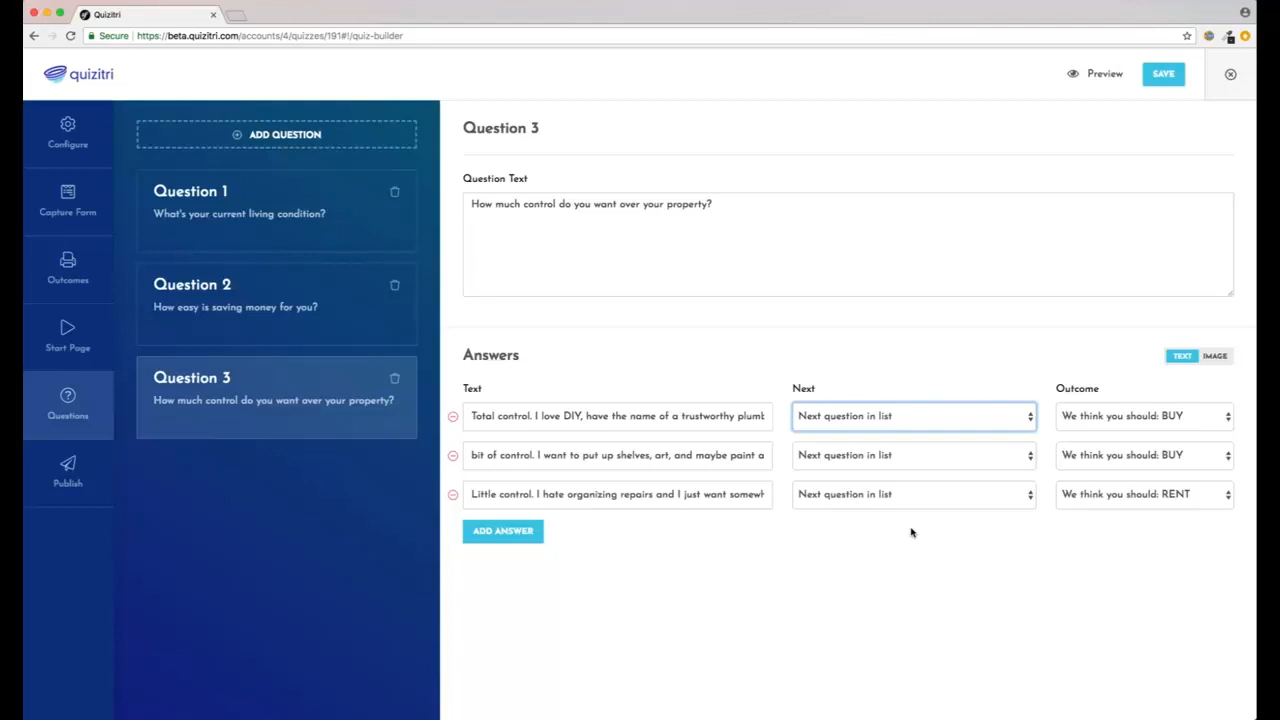 Quizitri
Secure https://beta.quizitri.com/accounts/4/quizzes/191#!/quiz-builder
quizitri
Preview
SAVE
Configure
Capture Form
Outcomes
Start Page
Questions
Publish
ADD QUESTION
Question 1
What's your current living condition?
Question 2
How easy is saving money for you?
Question 3
How much control do you want over your property?
Question 3
Question Text
How much control do you want over your property?
Answers
TEXT IMAGE
Text Next Outcome
Total control. I love DIY, have the name of a trustworthy plumb Next question in list We think you should: BUY
bit of control. I want to put up shelves, art, and maybe paint a Next question in list We think you should: BUY
Little control. I hate organizing repairs and I just want somewh Next question in list We think you should: RENT
ADD ANSWER